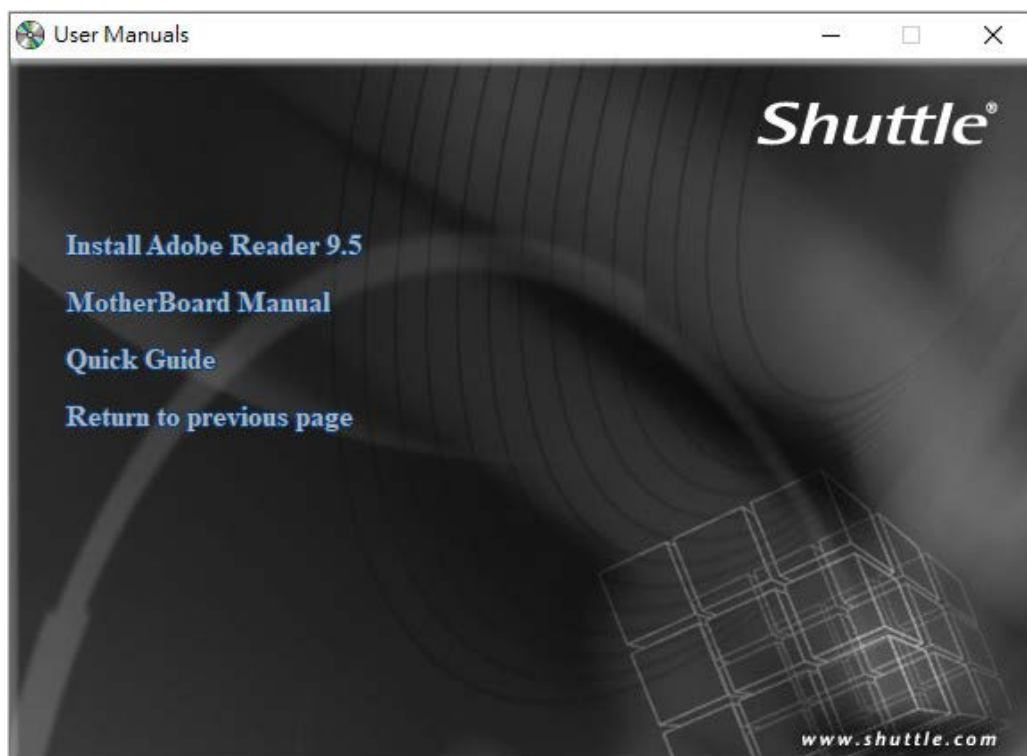 User Manuals
Shuttle®
Install Adobe Reader 9.5
MotherBoard Manual
Quick Guide
Return to previous page
www.shuttle.com